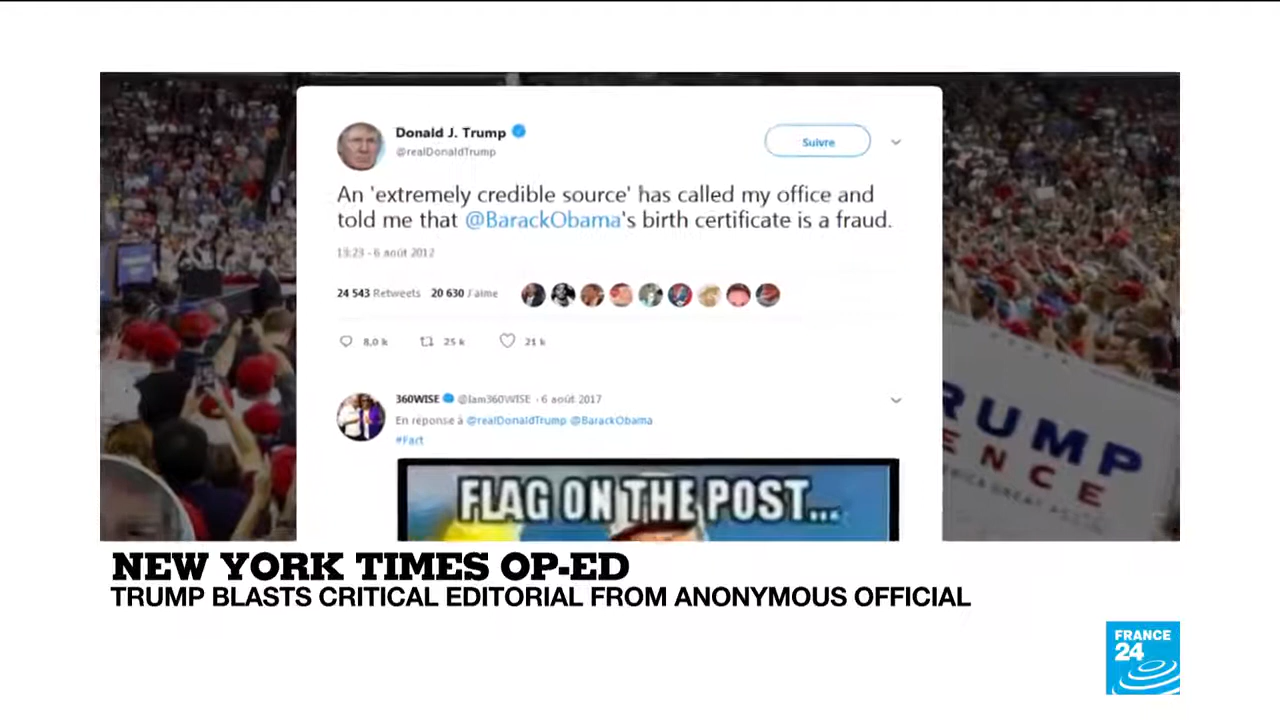 Donald J. Trump
@realDonaldTrump
Suivre
An 'extremely credible source' has called my office and
told me that @BarackObama's birth certificate is a fraud.
13:23 - 6 août 2012
24 543 Retweets 20 630 J'aime
8,0 k 25 k 21 k
360WISE @Iam360WISE · 6 août 2017
En réponse à @realDonaldTrump @BarackObama
#Fact
FLAG ON THE POST...
RUMP
ENCE
NEW YORK TIMES OP-ED
TRUMP BLASTS CRITICAL EDITORIAL FROM ANONYMOUS OFFICIAL
FRANCE
24